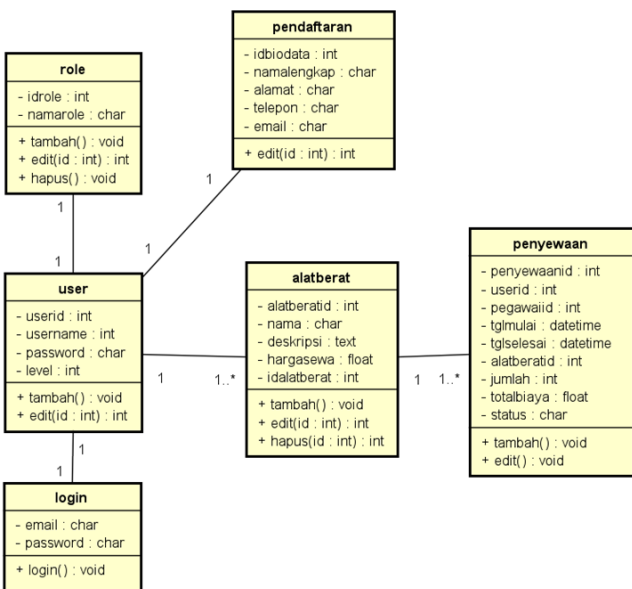 pendaftaran
- idbiodata : int
- namalengkap : char
- alamat : char
- telepon : char
- email : char
+ edit(id : int) : int
role
- idrole : int
- namarole : char
+ tambah() : void
+ edit(id : int) : int
+ hapus() : void
1
1
1
1
user
- userid : int
- username : int
- password : char
- level : int
+ tambah() : void
+ edit(id : int) : int
1
1..*
alatberat
- alatberatid : int
- nama : char
- deskripsi : text
- hargasewa : float
- idalatberat : int
+ tambah() : void
+ edit(id : int) : int
+ hapus(id : int) : int
1
1..*
penyewaan
- penyewaanid : int
- userid : int
- pegawaiid : int
- tglmulai : datetime
- tglselesai : datetime
- alatberatid : int
- jumlah : int
- totalbiaya : float
- status : char
+ tambah() : void
+ edit() : void
1
1
login
- email : char
- password : char
+ login() : void